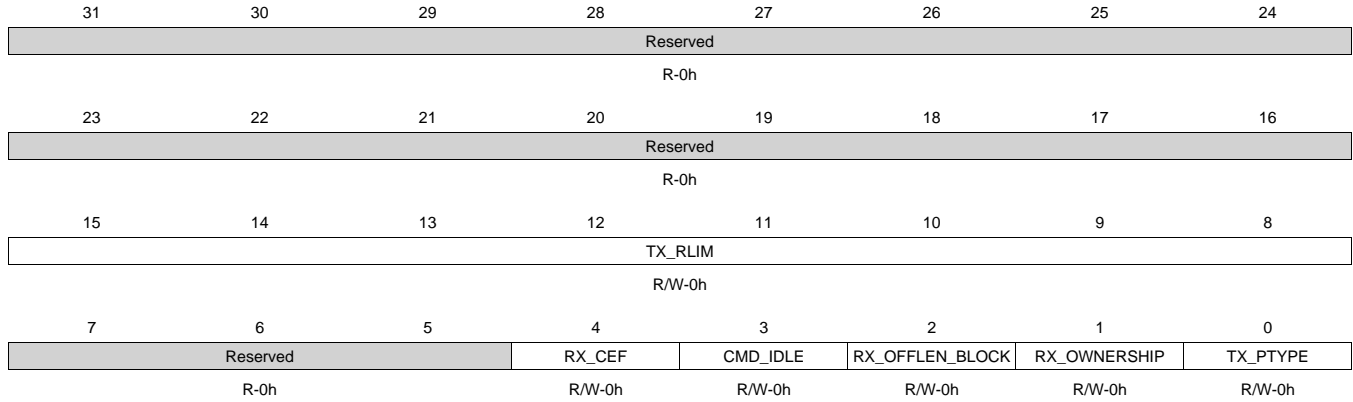 31 30 29 28 27 26 25 24
Reserved
R-0h
23 22 21 20 19 18 17 16
Reserved
R-0h
15 14 13 12 11 10 9 8
TX_RLIM
R/W-0h
7 6 5 4 3 2 1 0
Reserved RX_CEF CMD_IDLE RX_OFFLEN_BLOCK RX_OWNERSHIP TX_PTYPE
R-0h R/W-0h R/W-0h R/W-0h R/W-0h R/W-0h